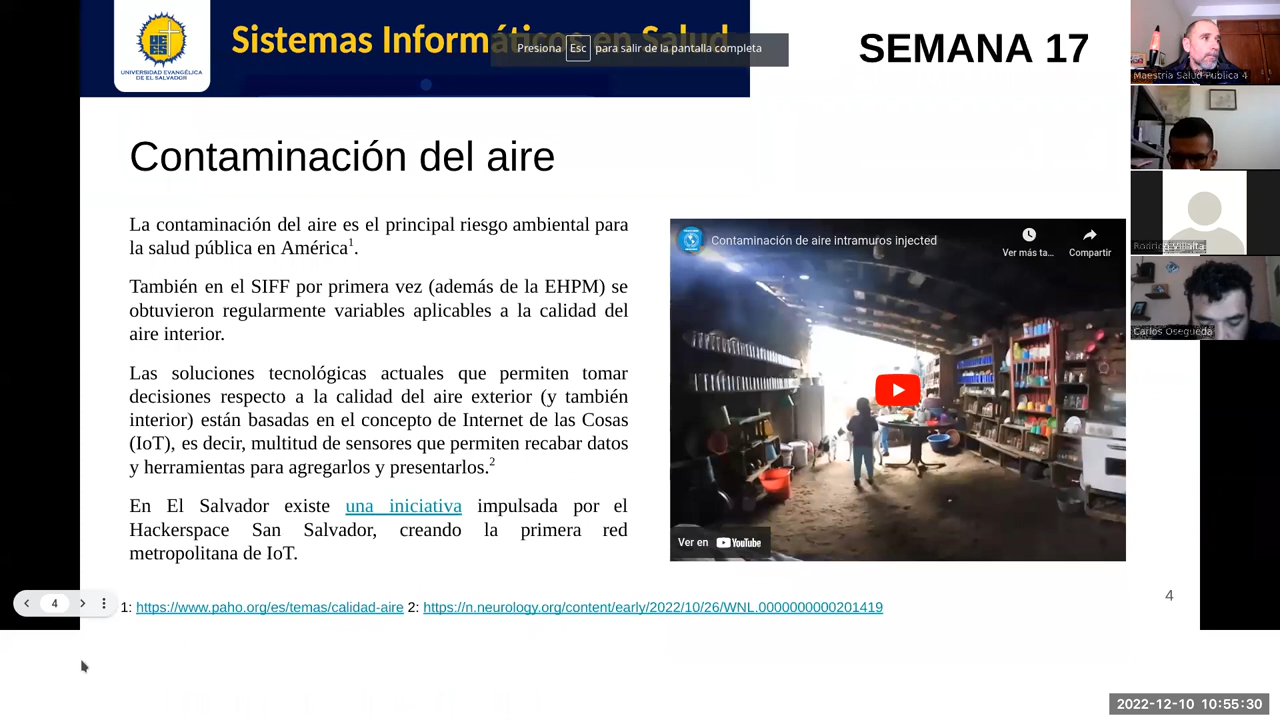 UNIVERSIDAD EVANGÉLICA
DE EL SALVADOR
Sistemas Informáticos en Salud
Presiona Esc para salir de la pantalla completa
SEMANA 17
Maestria Salud Publica 4
Contaminación del aire
La contaminación del aire es el principal riesgo ambiental para
la salud pública en América1.
También en el SIFF por primera vez (además de la EHPM) se
obtuvieron regularmente variables aplicables a la calidad del
aire interior.
Las soluciones tecnológicas actuales que permiten tomar
decisiones respecto a la calidad del aire exterior (y también
interior) están basadas en el concepto de Internet de las Cosas
(IoT), es decir, multitud de sensores que permiten recabar datos
y herramientas para agregarlos y presentarlos.2
En El Salvador existe una iniciativa impulsada por el
Hackerspace San Salvador, creando la primera red
metropolitana de IoT.
Contaminación de aire intramuros injected
Ver más ta...
Compartir
Ver en YouTube
Rodrigo Villalta
Carlos Osegueda
4
1: https://www.paho.org/es/temas/calidad-aire 2: https://n.neurology.org/content/early/2022/10/26/WNL.0000000000201419
4
2022-12-10 10:55:30